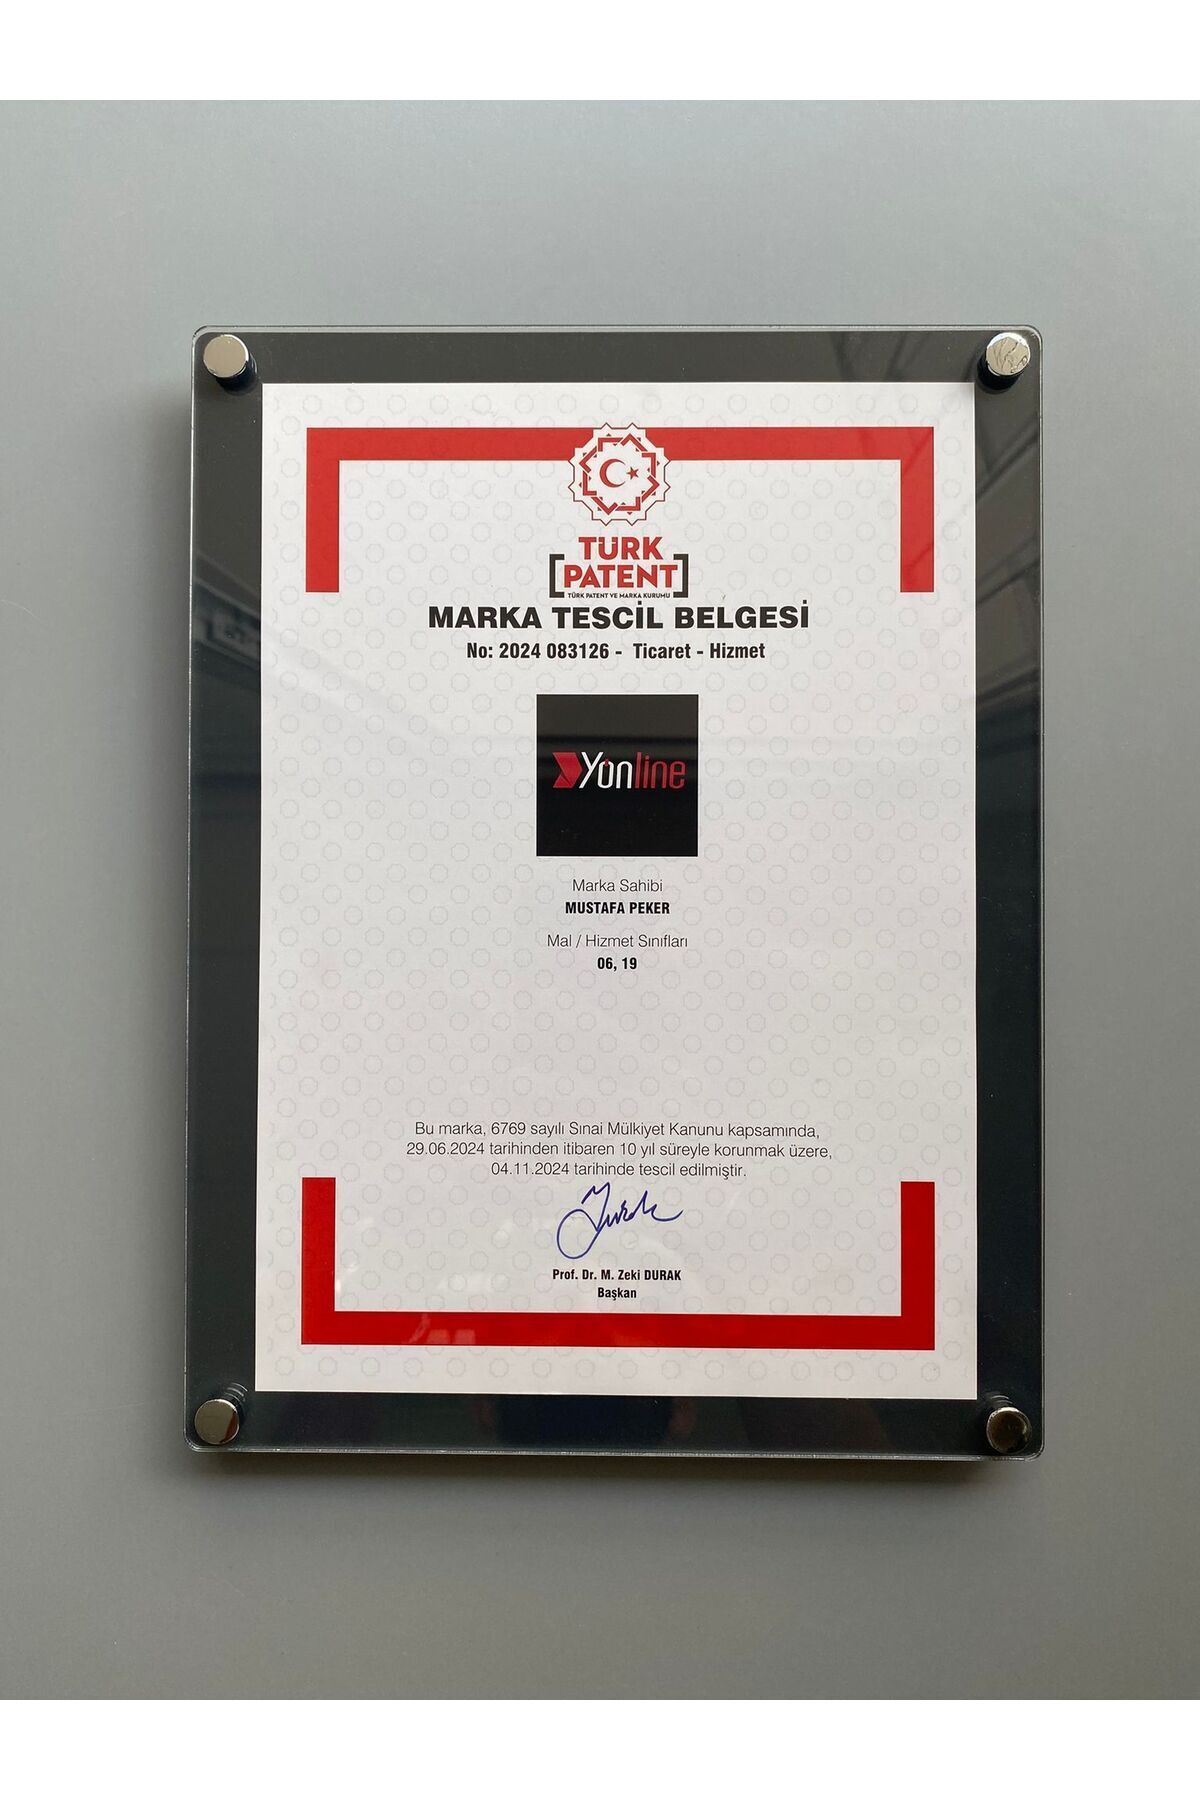 TÜRK
PATENT
TÜRK PATENT VE MARKA KURUMU
MARKA TESCİL BELGESİ
No: 2024 083126 - Ticaret - Hizmet
Yönline
Marka Sahibi
MUSTAFA PEKER
Mal / Hizmet Sınıfları
06, 19
Bu marka, 6769 sayılı Sınai Mülkiyet Kanunu kapsamında,
29.06.2024 tarihinden itibaren 10 yıl süreyle korunmak üzere,
04.11.2024 tarihinde tescil edilmiştir.
Prof. Dr. M. Zeki DURAK
Başkan